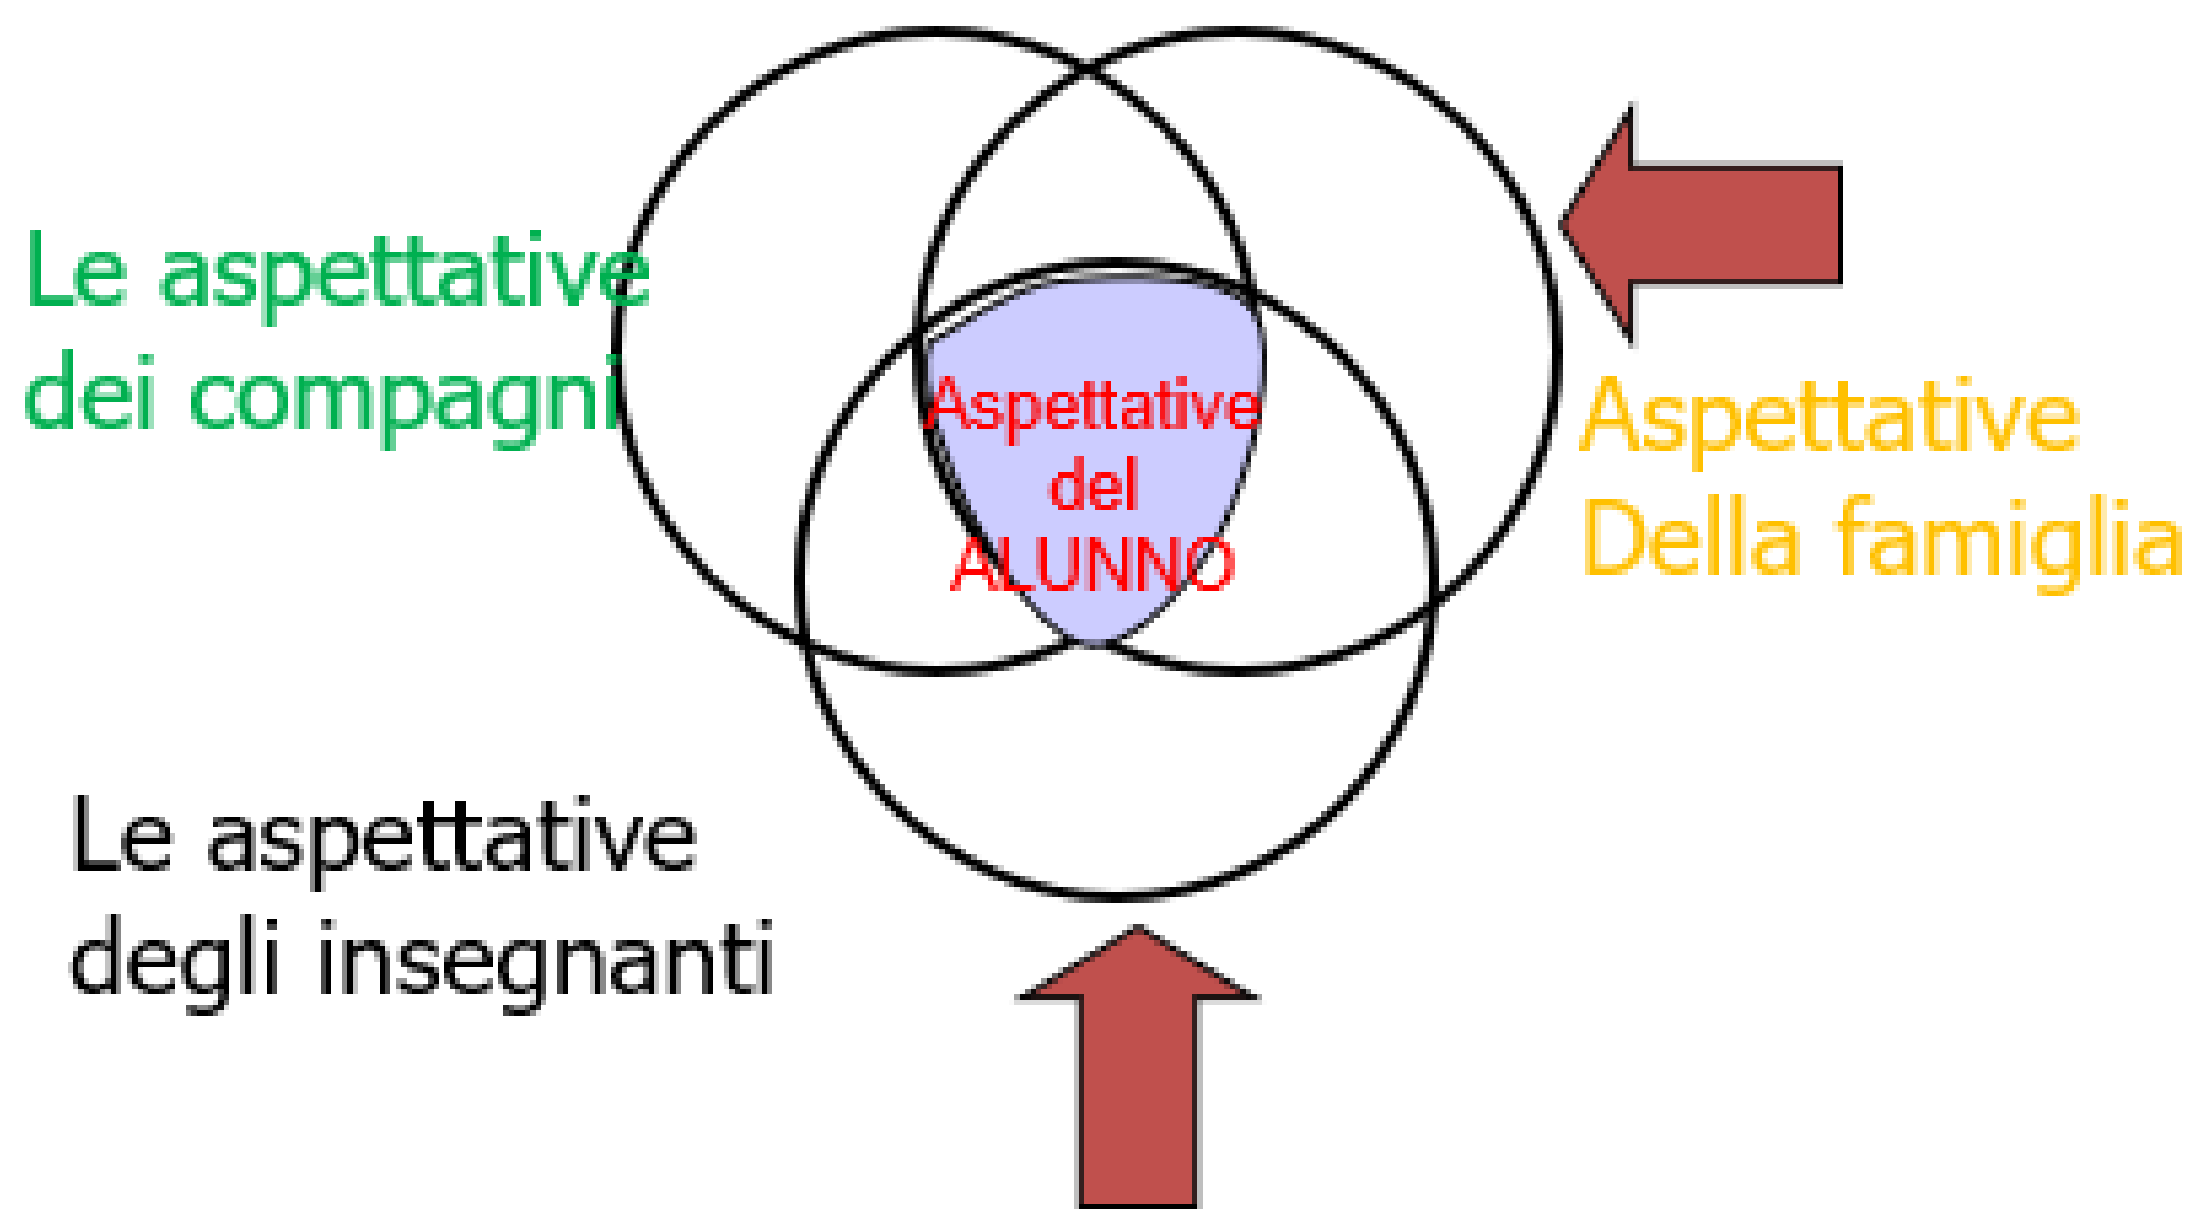 Le aspettative
dei compagni
Aspettative
del
ALUNNO
Aspettative
Della famiglia
Le aspettative
degli insegnanti